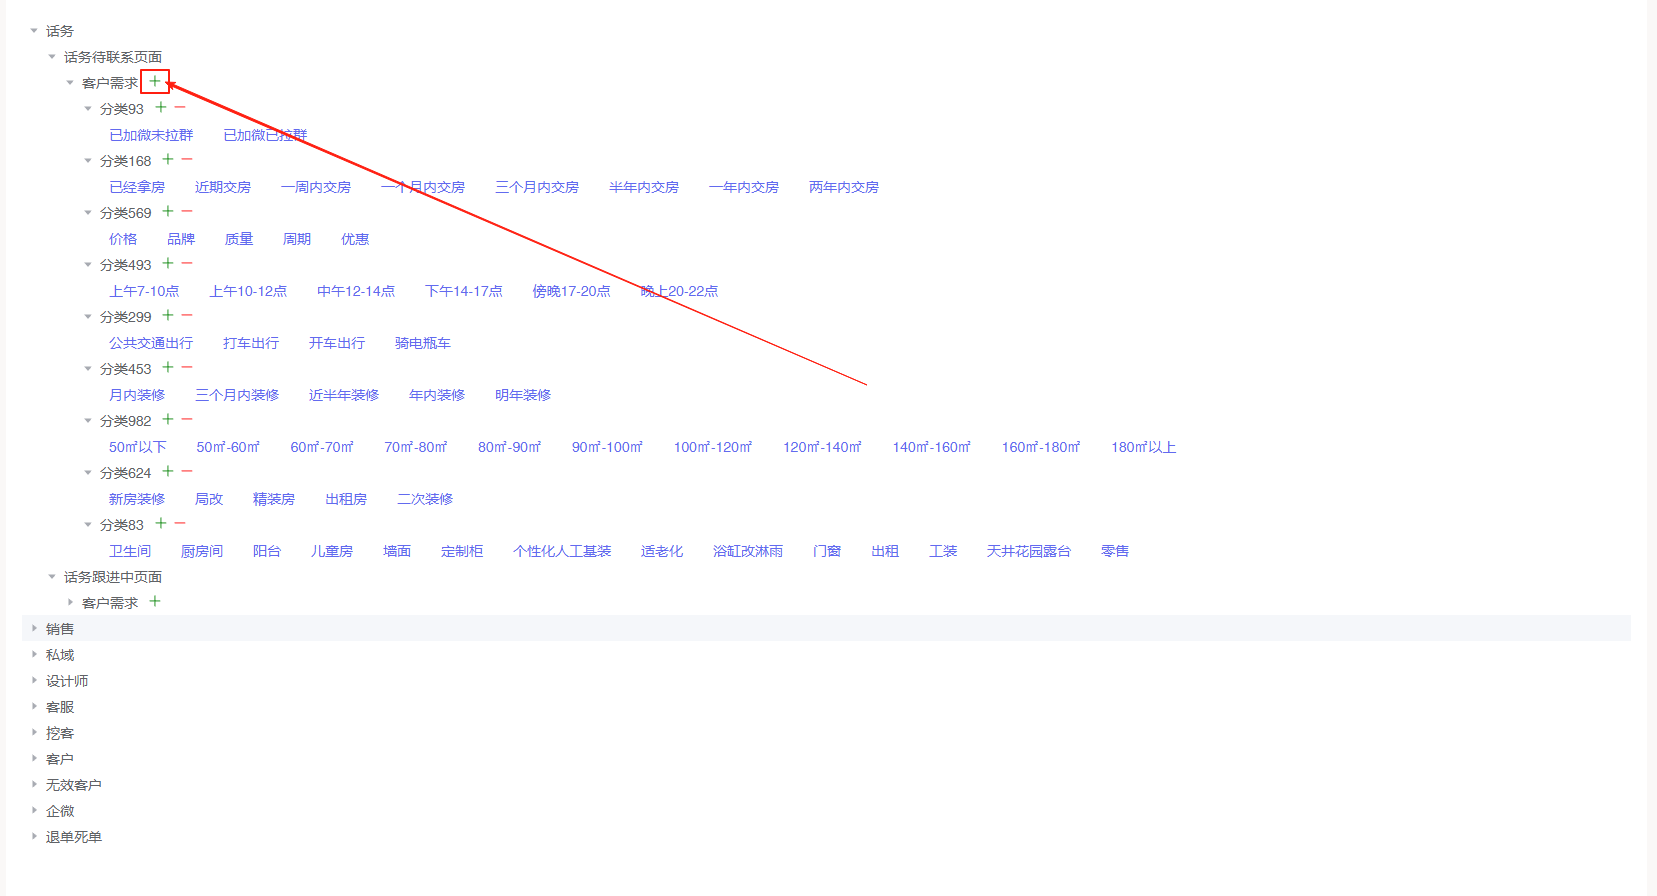 话务
话务待联系页面
客户需求
分类93
已加微未拉群 已加微已拉群
分类168
已经拿房 近期交房 一周内交房 一个月内交房 三个月内交房 半年内交房 一年内交房 两年内交房
分类569
价格 品牌 质量 周期 优惠
分类493
上午7-10点 上午10-12点 中午12-14点 下午14-17点 傍晚17-20点 晚上20-22点
分类299
公共交通出行 打车出行 开车出行 骑电瓶车
分类453
月内装修 三个月内装修 近半年装修 年内装修 明年装修
分类982
50㎡以下 50㎡-60㎡ 60㎡-70㎡ 70㎡-80㎡ 80㎡-90㎡ 90㎡-100㎡ 100㎡-120㎡ 120㎡-140㎡ 140㎡-160㎡ 160㎡-180㎡ 180㎡以上
分类624
新房装修 局改 精装房 出租房 二次装修
分类83
卫生间 厨房间 阳台 儿童房 墙面 定制柜 个性化人工基装 适老化 浴缸改淋雨 门窗 出租 工装 天井花园露台 零售
话务跟进中页面
客户需求
销售
私域
设计师
客服
挖客
客户
无效客户
企微
退单死单